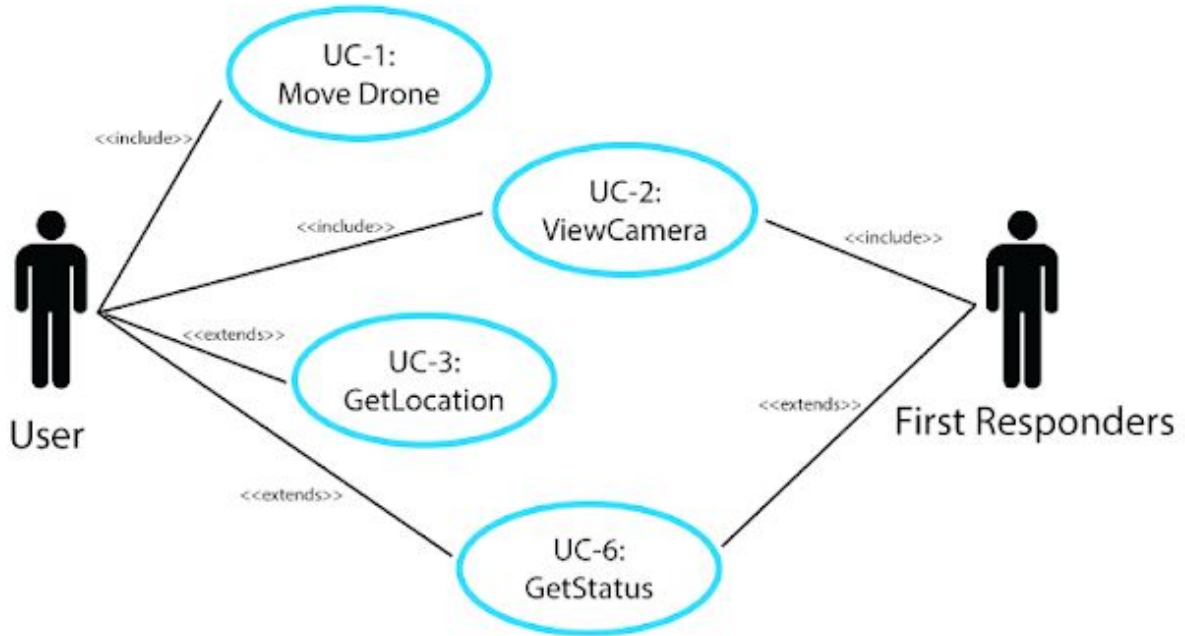 UC-1:
Move Drone
<<include>>
UC-2:
ViewCamera
<<include>>
<<include>>
<<extends>>
UC-3:
GetLocation
<<extends>>
User
First Responders
<<extends>>
UC-6:
GetStatus